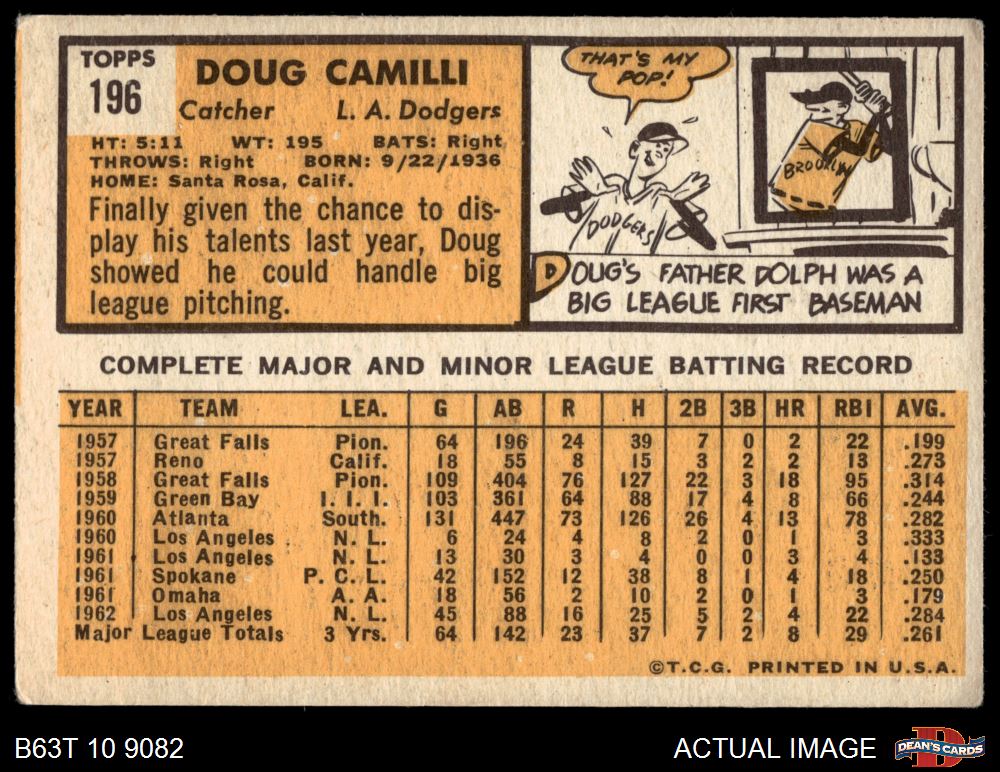 TOPPS
196
DOUG CAMILLI
Catcher L. A. Dodgers
HT: 5:11 WT: 195 BATS: Right
THROWS: Right BORN: 9/22/1936
HOME: Santa Rosa, Calif.
Finally given the chance to dis-
play his talents last year, Doug
showed he could handle big
league pitching.
THAT'S MY
POP!
DODGERS
BROOKLYN
DOUG'S FATHER DOLPH WAS A
BIG LEAGUE FIRST BASEMAN
COMPLETE MAJOR AND MINOR LEAGUE BATTING RECORD
YEAR TEAM LEA. G AB R H 2B 3B HR RBI AVG.
1957 Great Falls Pion. 64 196 24 39 7 0 2 22 .199
1957 Reno Calif. 18 55 8 15 3 2 2 13 .273
1958 Great Falls Pion. 109 404 76 127 22 3 18 95 .314
1959 Green Bay I. I. I. 103 361 64 88 17 4 8 66 .244
1960 Atlanta South. 131 447 73 126 26 4 13 78 .282
1960 Los Angeles N. L. 6 24 4 8 2 0 1 3 .333
1961 Los Angeles N. L. 13 30 3 4 0 0 3 4 .133
1961 Spokane P. C. L. 42 152 12 38 8 1 4 18 .250
1961 Omaha A. A. 18 56 2 10 2 0 1 3 .179
1962 Los Angeles N. L. 45 88 16 25 5 2 4 22 .284
Major League Totals 3 Yrs. 64 142 23 37 7 2 8 29 .261
©T.C.G. PRINTED IN U.S.A.
B63T 10 9082 ACTUAL IMAGE
DEAN'S CARDS